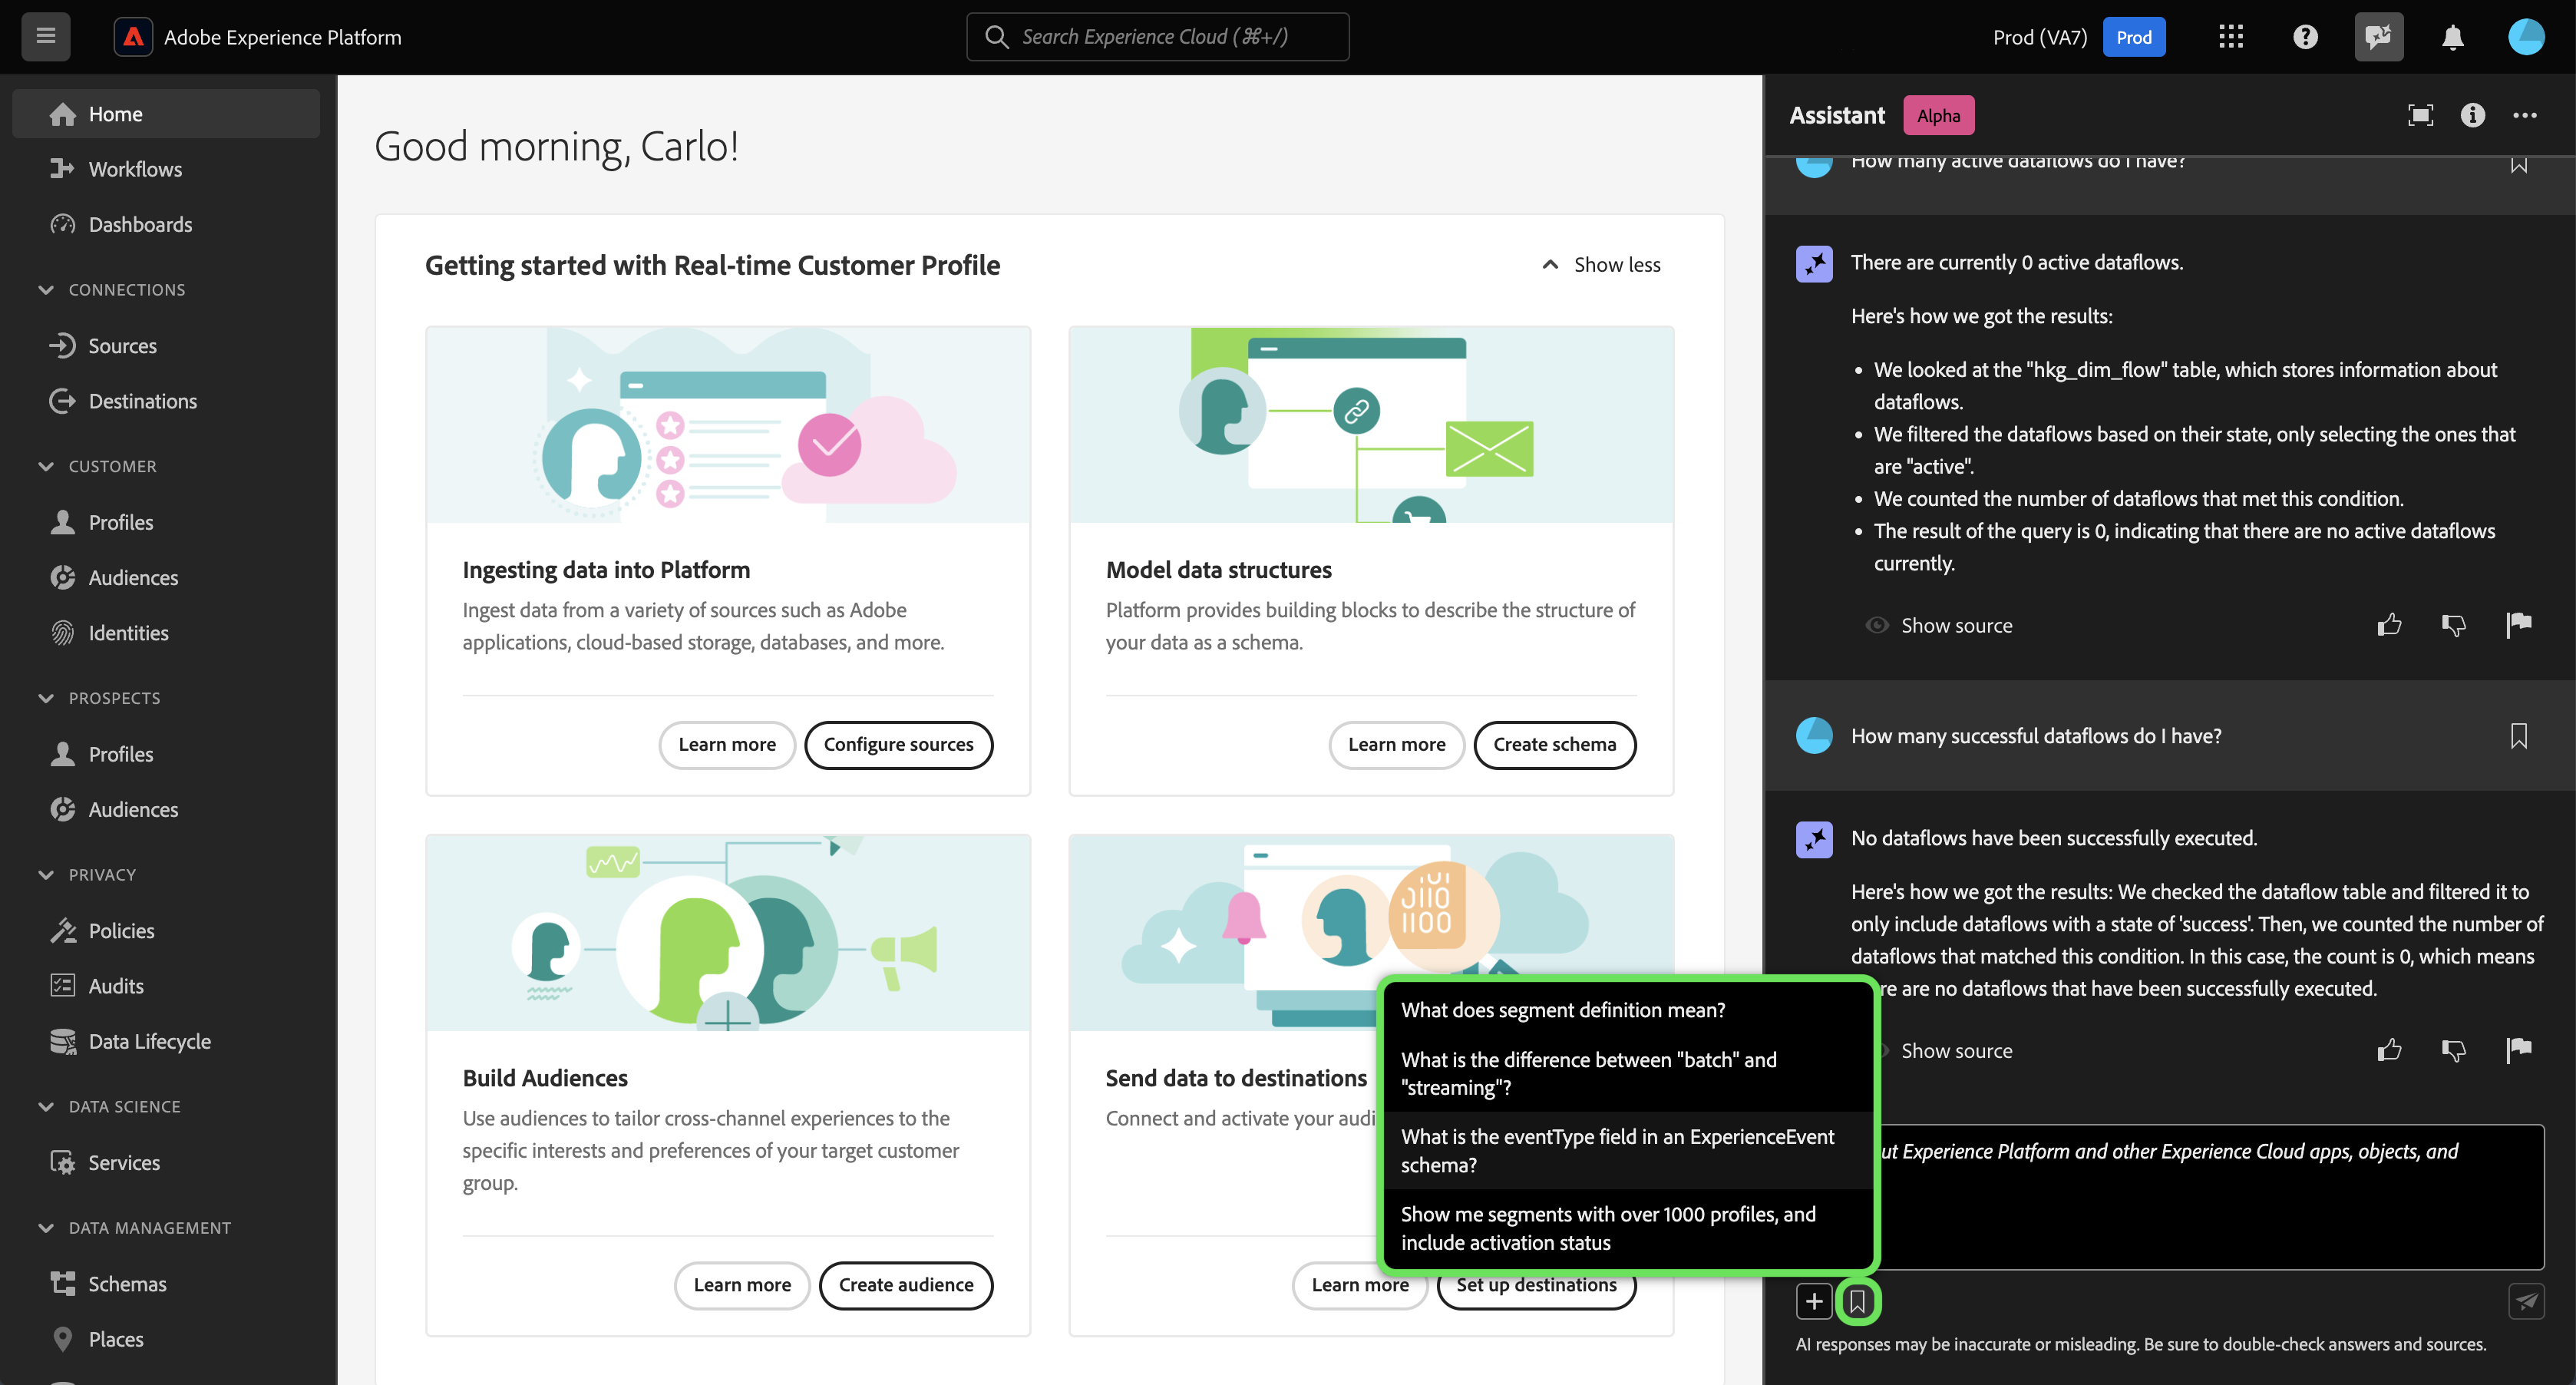 Adobe Experience Platform
Search Experience Cloud (⌘+/)
Prod (VA7)
Prod
Home
Workflows
Dashboards
CONNECTIONS
Sources
Destinations
CUSTOMER
Profiles
Audiences
Identities
PROSPECTS
Profiles
Audiences
PRIVACY
Policies
Audits
Data Lifecycle
DATA SCIENCE
Services
DATA MANAGEMENT
Schemas
Places
Good morning, Carlo!
Getting started with Real-time Customer Profile
Show less
Ingesting data into Platform
Ingest data from a variety of sources such as Adobe
applications, cloud-based storage, databases, and more.
Learn more
Configure sources
Model data structures
Platform provides building blocks to describe the structure of
your data as a schema.
Learn more
Create schema
Build Audiences
Use audiences to tailor cross-channel experiences to the
specific interests and preferences of your target customer
group.
Learn more
Create audience
Send data to destinations
Connect and activate your audi
Learn more
Set up destinations
What does segment definition mean?
What is the difference between "batch" and
"streaming"?
What is the eventType field in an ExperienceEvent
schema?
Show me segments with over 1000 profiles, and
include activation status
Assistant
Alpha
How many active dataflows do I have?
There are currently 0 active dataflows.
Here's how we got the results:
• We looked at the "hkg_dim_flow" table, which stores information about
dataflows.
• We filtered the dataflows based on their state, only selecting the ones that
are "active".
• We counted the number of dataflows that met this condition.
• The result of the query is 0, indicating that there are no active dataflows
currently.
Show source
How many successful dataflows do I have?
No dataflows have been successfully executed.
Here's how we got the results: We checked the dataflow table and filtered it to
only include dataflows with a state of 'success'. Then, we counted the number of
dataflows that matched this condition. In this case, the count is 0, which means
re are no dataflows that have been successfully executed.
Show source
ut Experience Platform and other Experience Cloud apps, objects, and
AI responses may be inaccurate or misleading. Be sure to double-check answers and sources.